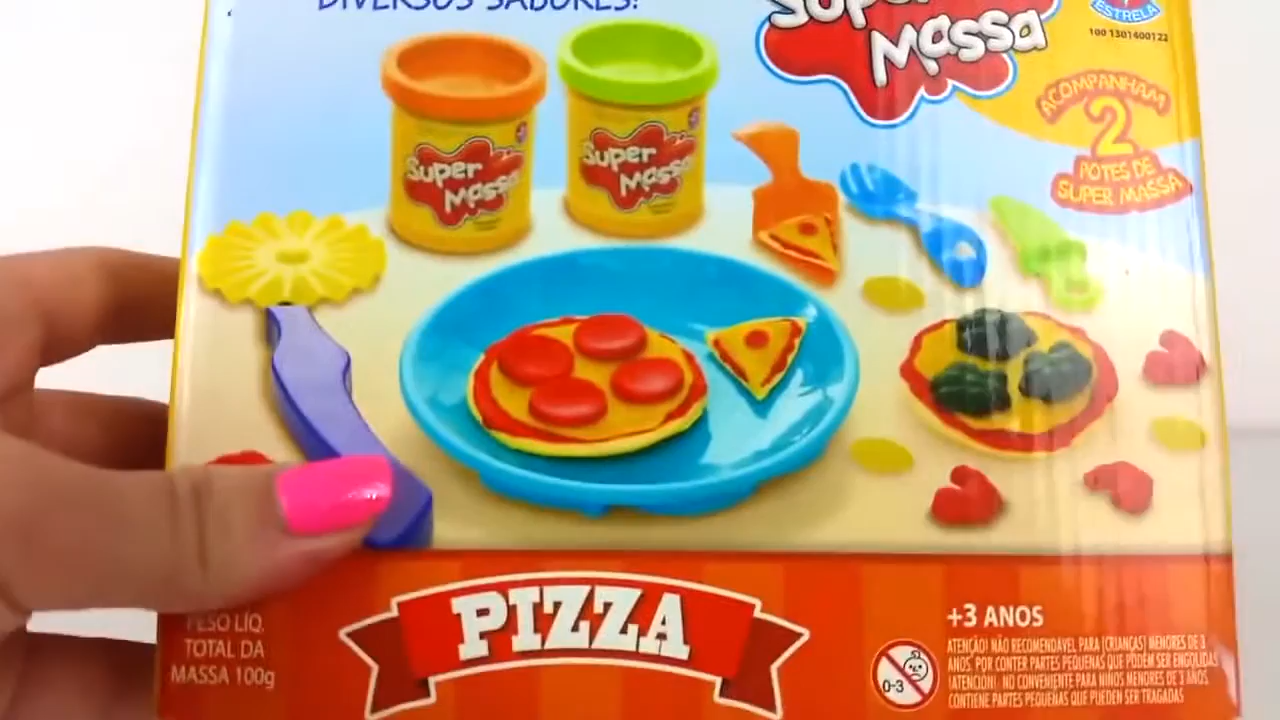 DIVERSOS SABORES!
Super
Massa
ESTRELA
100 1301400122
ACOMPANHAM
2
POTES DE
SUPER MASSA
Super
Massa
Super
Massa
PIZZA
PESO LÍQ.
TOTAL DA
MASSA 100g
+3 ANOS
0-3
ATENÇÃO! NÃO RECOMENDÁVEL PARA (CRIANÇAS) MENORES DE 3
ANOS POR CONTER PARTES PEQUENAS QUE PODEM SER ENGOLIDAS
¡ATENCIÓN! NO CONVENIENTE PARA NIÑOS MENORES DE 3 AÑOS
CONTIENE PARTES PEQUEÑAS QUE PUEDEN SER TRAGADAS